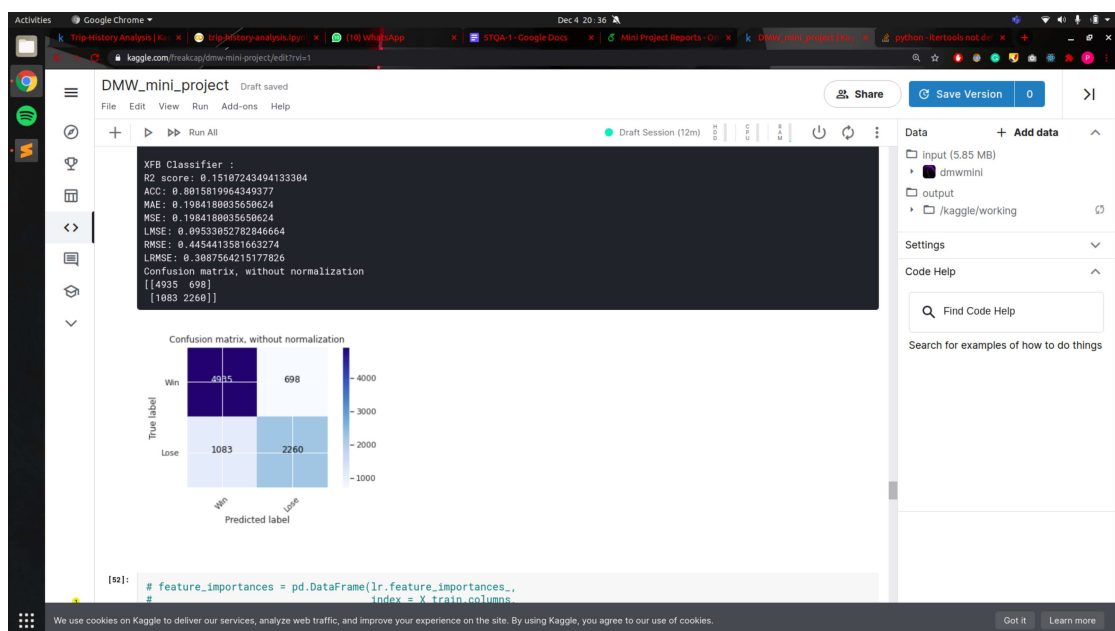 Activities
Google Chrome
Dec 4 20:36
Trip-History Analysis | Ka
trip-history-analysis.ipyn
(10) WhatsApp
STQA-1 - Google Docs
Mini Project Reports - Go
DMW_mini_project | Ka
python - itertools not def
kaggle.com/freakcap/dmw-mini-project/edit?rvi=1
DMW_mini_project Draft saved
File Edit View Run Add-ons Help
Share
Save Version 0
Run All
Draft Session (12m)
HDD
CPU
RAM
Data
+ Add data
input (5.85 MB)
dmwmini
output
/kaggle/working
Settings
Code Help
Find Code Help
Search for examples of how to do things
XFB Classifier :
R2 score: 0.15107243494133304
ACC: 0.8015819964349377
MAE: 0.1984180035650624
MSE: 0.1984180035650624
LMSE: 0.09533052782846664
RMSE: 0.4454413581663274
LRMSE: 0.3087564215177826
Confusion matrix, without normalization
[[4935 698]
[1083 2260]]
Confusion matrix, without normalization
True label
Win
Lose
4935
698
1083
2260
4000
3000
2000
1000
Win
Lose
Predicted label
[52]:
# feature_importances = pd.DataFrame(lr.feature_importances_,
# index = X_train.columns,
We use cookies on Kaggle to deliver our services, analyze web traffic, and improve your experience on the site. By using Kaggle, you agree to our use of cookies.
Got it
Learn more